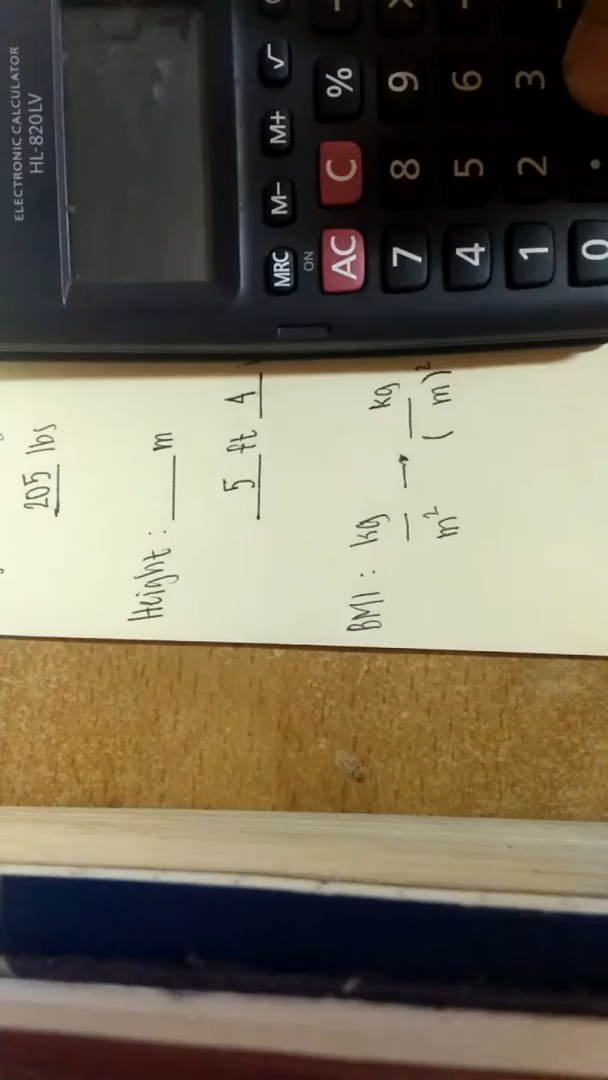 ELECTRONIC CALCULATOR
HL-820LV
MRC M− M+ √
ON
AC C %
7 8 9
4 5 6
1 2 3
0 .
205 lbs
Height : ___ m
5 ft 4
BMI : kg/m² → kg/( m)²